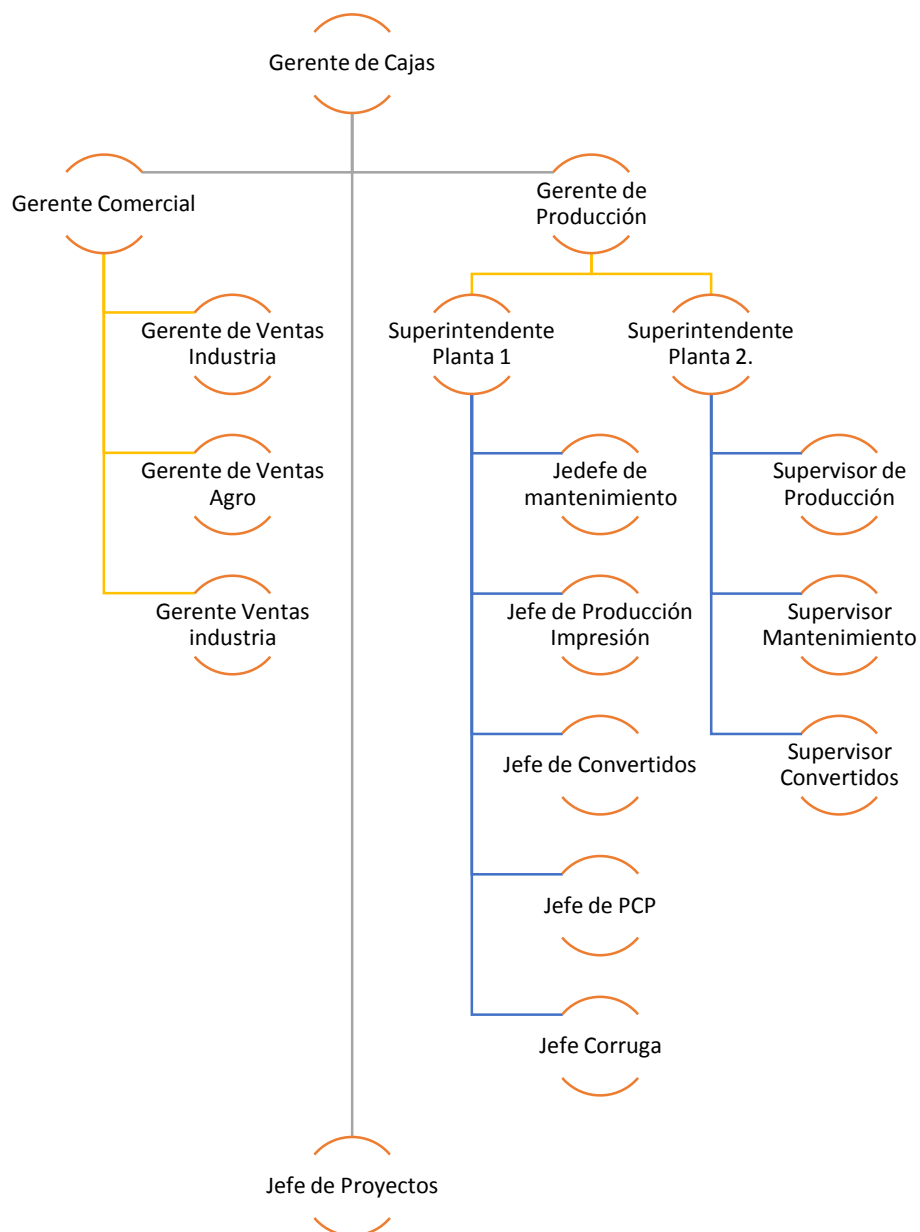 Gerente de Cajas
Gerente Comercial
Gerente de
Producción
Gerente de Ventas
Industria
Gerente de Ventas
Agro
Gerente Ventas
industria
Superintendente
Planta 1
Jedefe de
mantenimiento
Jefe de Producción
Impresión
Jefe de Convertidos
Jefe de PCP
Jefe Corruga
Superintendente
Planta 2.
Supervisor de
Producción
Supervisor
Mantenimiento
Supervisor
Convertidos
Jefe de Proyectos